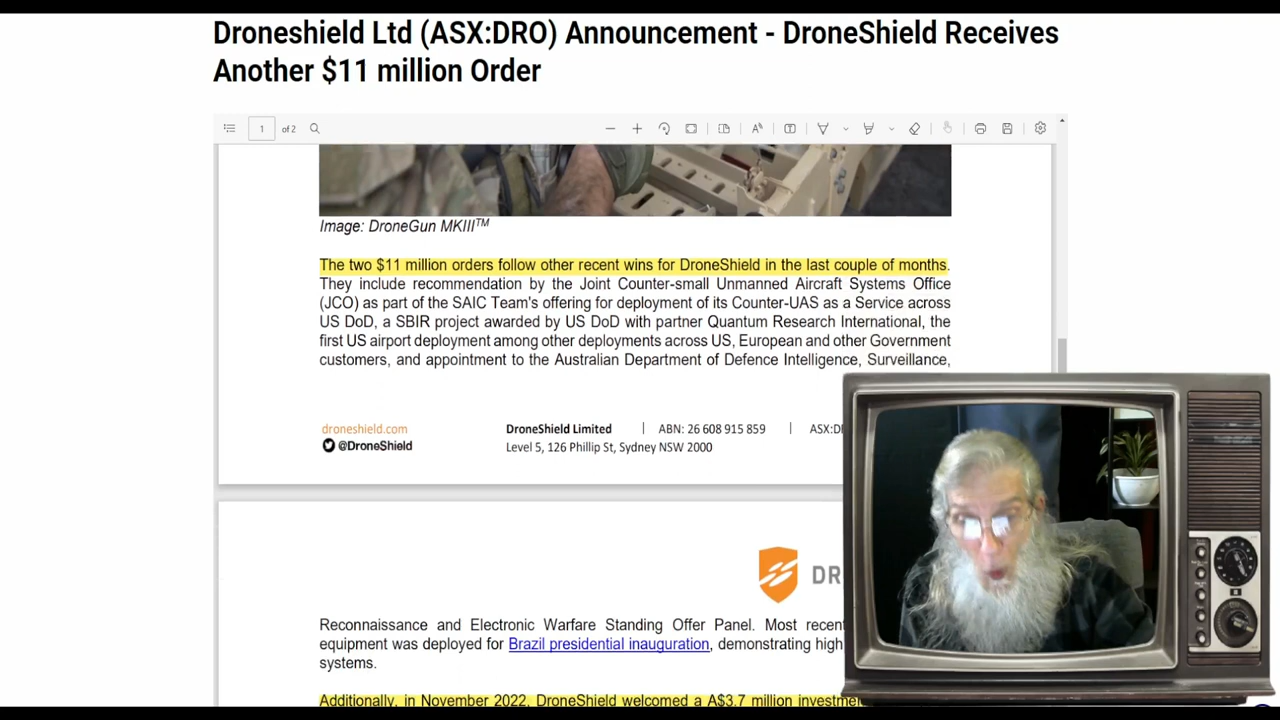 Droneshield Ltd (ASX:DRO) Announcement - DroneShield Receives
Another $11 million Order
1 of 2
Image: DroneGun MKIIITM
The two $11 million orders follow other recent wins for DroneShield in the last couple of months.
They include recommendation by the Joint Counter-small Unmanned Aircraft Systems Office
(JCO) as part of the SAIC Team's offering for deployment of its Counter-UAS as a Service across
US DoD, a SBIR project awarded by US DoD with partner Quantum Research International, the
first US airport deployment among other deployments across US, European and other Government
customers, and appointment to the Australian Department of Defence Intelligence, Surveillance,
droneshield.com
@DroneShield
DroneShield Limited | ABN: 26 608 915 859 |
Level 5, 126 Phillip St, Sydney NSW 2000
Reconnaissance and Electronic Warfare Standing Offer Panel. Most
equipment was deployed for Brazil presidential inauguration, demonstrating high
systems.
Additionally, in November 2022, DroneShield welcomed a A$3.7 million